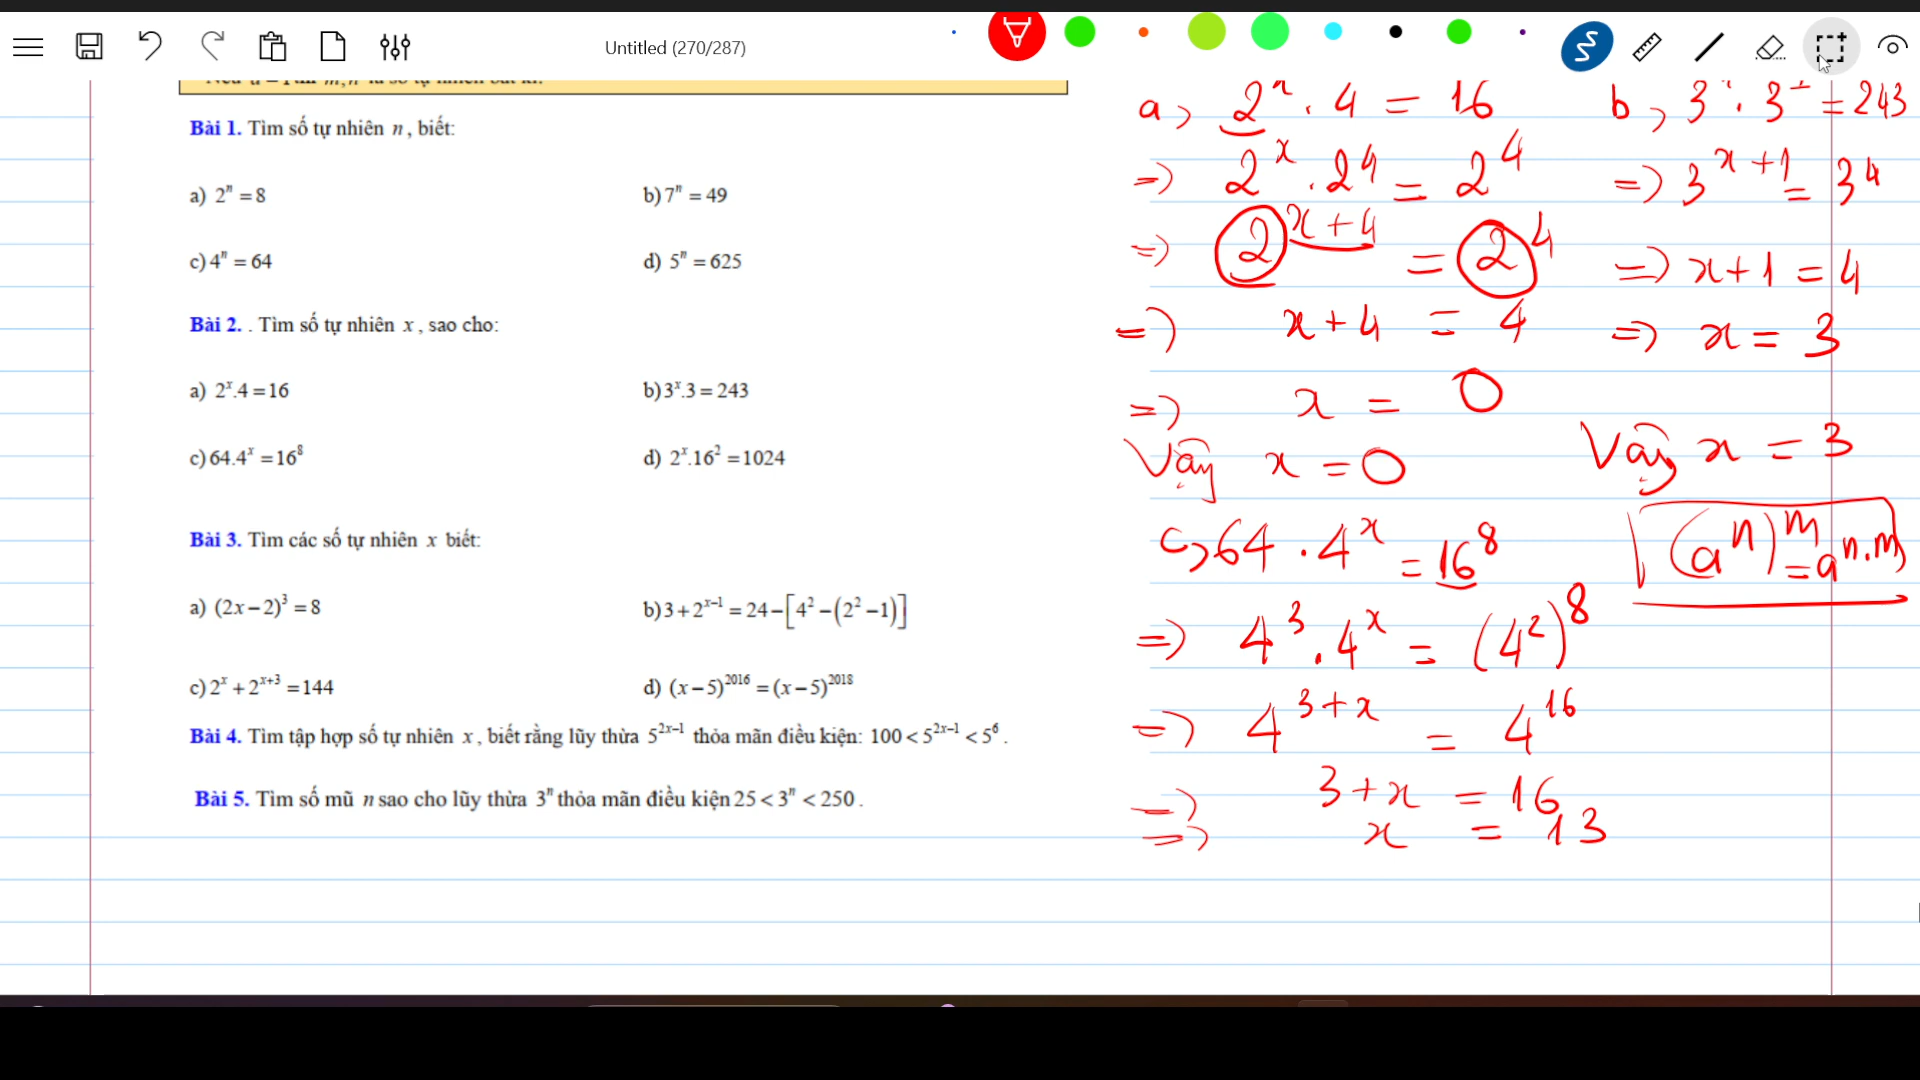 Untitled (270/287)
Bài 1. Tìm số tự nhiên n, biết:
a) 2ⁿ = 8
b) 7ⁿ = 49
c) 4ⁿ = 64
d) 5ⁿ = 625
Bài 2. . Tìm số tự nhiên x, sao cho:
a) 2ˣ.4 = 16
b) 3ˣ.3 = 243
c) 64.4ˣ = 16⁸
d) 2ˣ.16² = 1024
Bài 3. Tìm các số tự nhiên x biết:
a) (2x − 2)³ = 8
b) 3 + 2ˣ⁻¹ = 24 − [4² − (2² − 1)]
c) 2ˣ + 2ˣ⁺³ = 144
d) (x − 5)²⁰¹⁶ = (x − 5)²⁰¹⁸
Bài 4. Tìm tập hợp số tự nhiên x, biết rằng lũy thừa 5²ˣ⁻¹ thỏa mãn điều kiện: 100 < 5²ˣ⁻¹ < 5⁶.
Bài 5. Tìm số mũ n sao cho lũy thừa 3ⁿ thỏa mãn điều kiện 25 < 3ⁿ < 250.
a, 2ˣ . 4 = 16
=> 2ˣ . 2⁴ = 2⁴
=> 2ˣ⁺⁴ = 2⁴
=> x + 4 = 4
=> x = 0
Vậy x = 0
b, 3ˣ . 3¹ = 243
=> 3ˣ⁺¹ = 3⁴
=> x + 1 = 4
=> x = 3
Vậy x = 3
(aⁿ)ᵐ = aⁿ·ᵐ
c, 64 . 4ˣ = 16⁸
=> 4³ . 4ˣ = (4²)⁸
=> 4³⁺ˣ = 4¹⁶
=> 3 + x = 16
=> x = 13